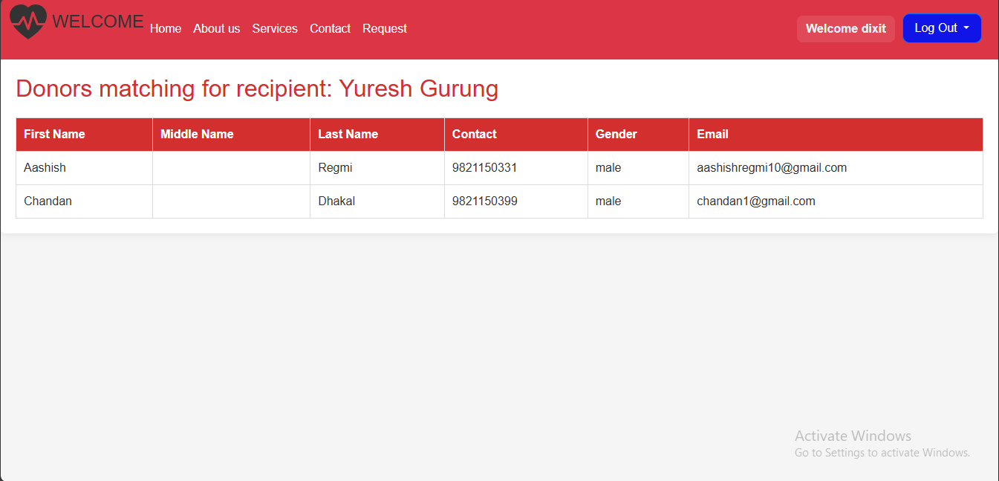 WELCOME Home About us Services Contact Request Welcome dixit Log Out
Donors matching for recipient: Yuresh Gurung
First Name Middle Name Last Name Contact Gender Email
Aashish Regmi 9821150331 male aashishregmi10@gmail.com
Chandan Dhakal 9821150399 male chandan1@gmail.com
Activate Windows
Go to Settings to activate Windows.